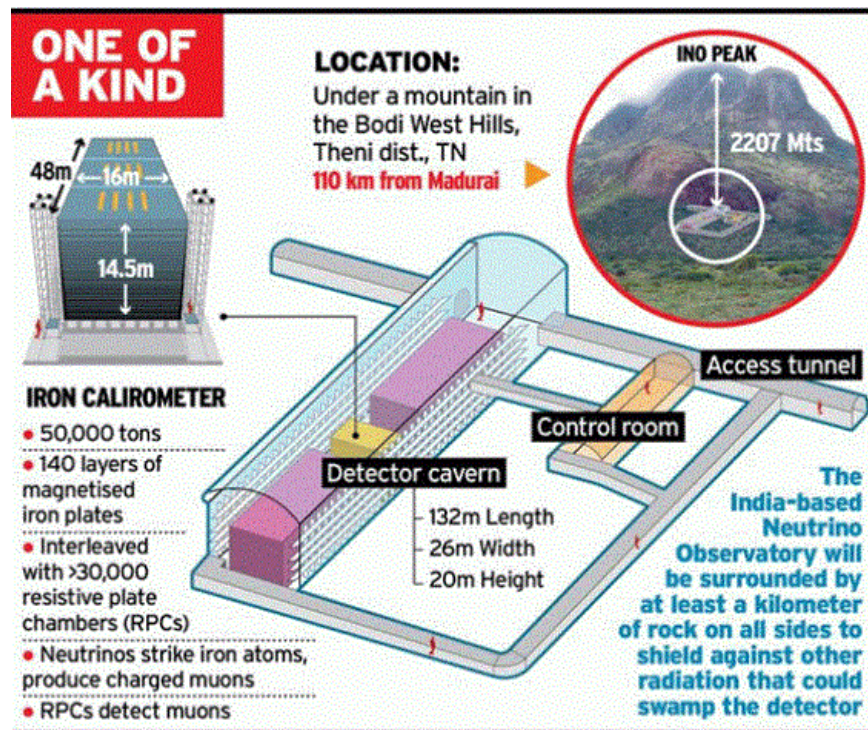 ONE OF
A KIND
48m
16m
14.5m
LOCATION:
Under a mountain in
the Bodi West Hills,
Theni dist., TN
110 km from Madurai
INO PEAK
2207 Mts
IRON CALIROMETER
• 50,000 tons
• 140 layers of
magnetised
iron plates
• Interleaved
with >30,000
resistive plate
chambers (RPCs)
• Neutrinos strike iron atoms,
produce charged muons
• RPCs detect muons
Access tunnel
Control room
Detector cavern
132m Length
26m Width
20m Height
The
India-based
Neutrino
Observatory will
be surrounded by
at least a kilometer
of rock on all sides to
shield against other
radiation that could
swamp the detector